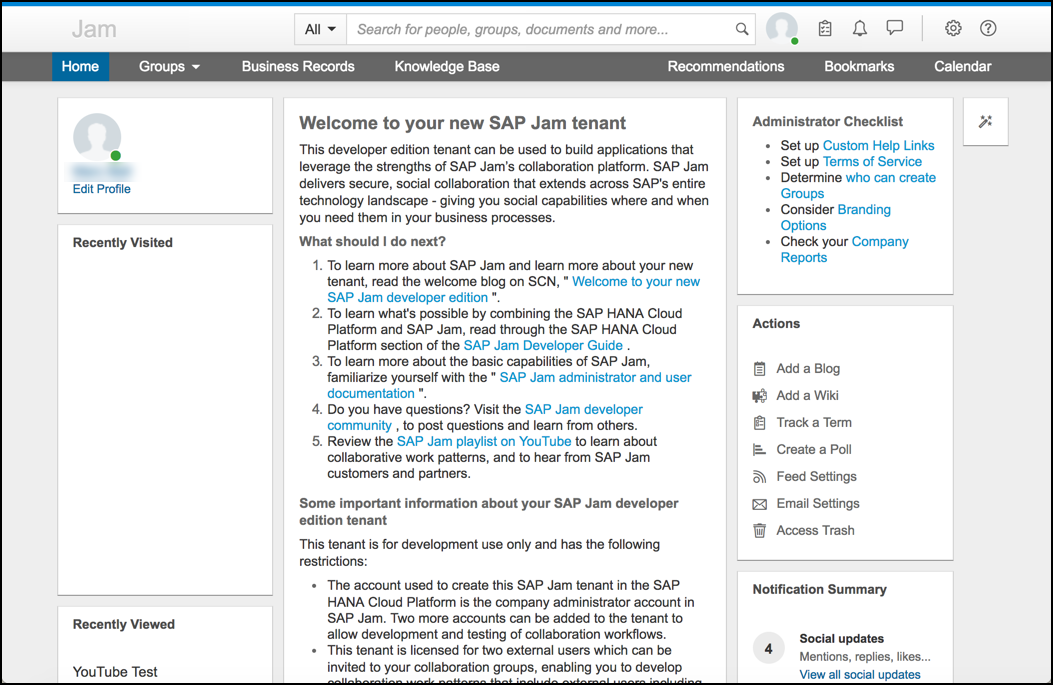 Jam
All
Search for people, groups, documents and more...
Home
Groups
Business Records
Knowledge Base
Recommendations
Bookmarks
Calendar
Edit Profile
Recently Visited
Recently Viewed
YouTube Test
Welcome to your new SAP Jam tenant
This developer edition tenant can be used to build applications that
leverage the strengths of SAP Jam's collaboration platform. SAP Jam
delivers secure, social collaboration that extends across SAP's entire
technology landscape - giving you social capabilities where and when
you need them in your business processes.
What should I do next?
1. To learn more about SAP Jam and learn more about your new
tenant, read the welcome blog on SCN, " Welcome to your new
SAP Jam developer edition ".
2. To learn what's possible by combining the SAP HANA Cloud
Platform and SAP Jam, read through the SAP HANA Cloud
Platform section of the SAP Jam Developer Guide .
3. To learn more about the basic capabilities of SAP Jam,
familiarize yourself with the " SAP Jam administrator and user
documentation ".
4. Do you have questions? Visit the SAP Jam developer
community , to post questions and learn from others.
5. Review the SAP Jam playlist on YouTube to learn about
collaborative work patterns, and to hear from SAP Jam
customers and partners.
Some important information about your SAP Jam developer
edition tenant
This tenant is for development use only and has the following
restrictions:
• The account used to create this SAP Jam tenant in the SAP
HANA Cloud Platform is the company administrator account in
SAP Jam. Two more accounts can be added to the tenant to
allow development and testing of collaboration workflows.
• This tenant is licensed for two external users which can be
invited to your collaboration groups, enabling you to develop
collaboration work patterns that include external users including
Administrator Checklist
• Set up Custom Help Links
• Set up Terms of Service
• Determine who can create
Groups
• Consider Branding
Options
• Check your Company
Reports
Actions
Add a Blog
Add a Wiki
Track a Term
Create a Poll
Feed Settings
Email Settings
Access Trash
Notification Summary
4
Social updates
Mentions, replies, likes...
View all social updates